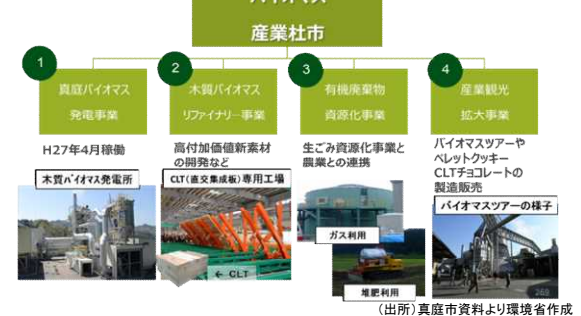 バイオマス
産業杜市
1
真庭バイオマス
発電事業
H27年4月稼働
木質バイオマス発電所
2
木質バイオマス
リファイナリー事業
高付加価値新素材
の開発など
CLT(直交集成板)専用工場
← CLT
3
有機廃棄物
資源化事業
生ごみ資源化事業と
農業との連携
ガス利用
堆肥利用
4
産業観光
拡大事業
バイオマスツアーや
ペレットクッキー
CLTチョコレートの
製造販売
バイオマスツアーの様子
(出所)真庭市資料より環境省作成